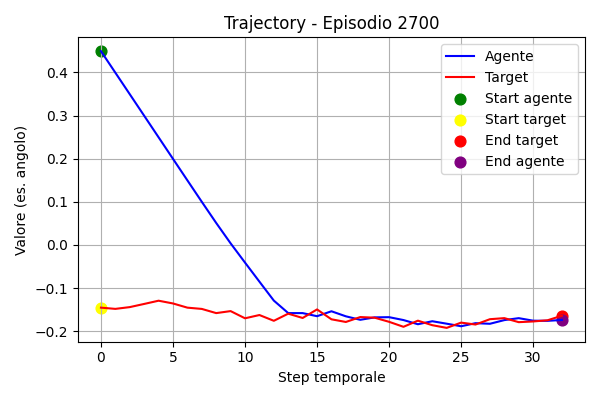 Trajectory - Episodio 2700
Agente
Target
Start agente
Start target
End target
End agente
Valore (es. angolo)
0.4
0.3
0.2
0.1
0.0
−0.1
−0.2
0 5 10 15 20 25 30
Step temporale